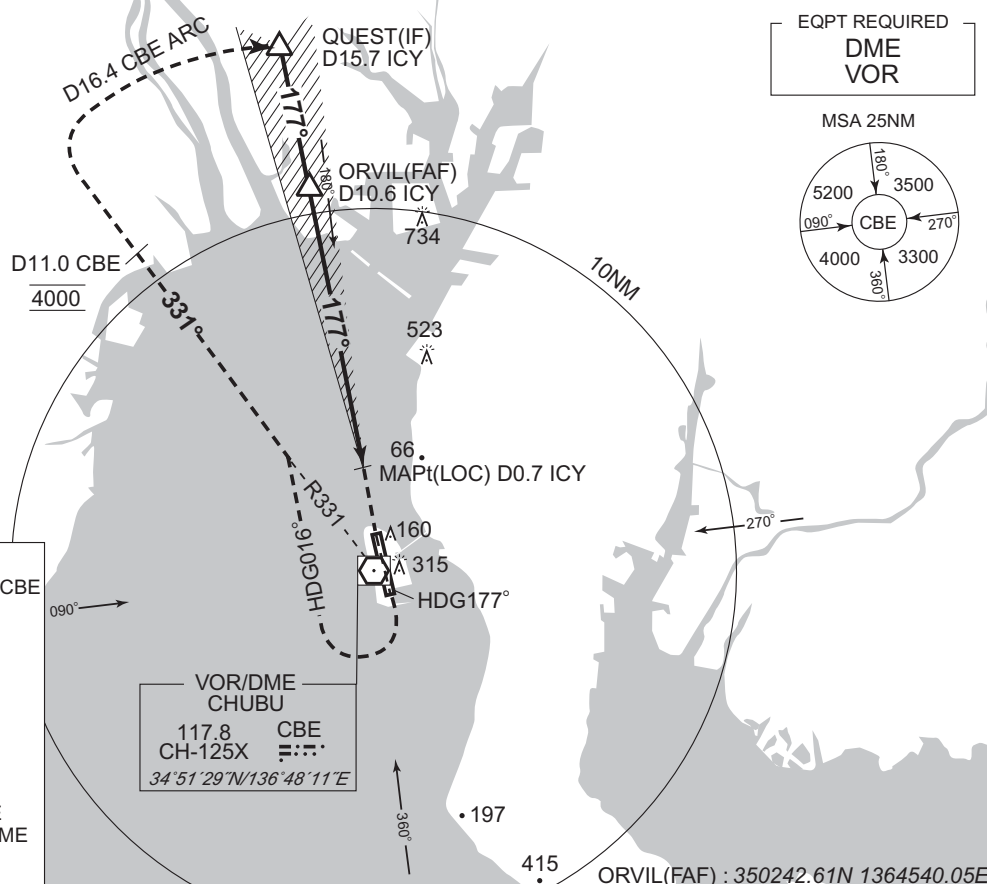 EQPT REQUIRED
DME
VOR
MSA 25NM
180°
5200
3500
090°
CBE
270°
4000
3300
360°
D16.4 CBE ARC
QUEST(IF)
D15.7 ICY
177°
ORVIL(FAF)
D10.6 ICY
180°
734
10NM
D11.0 CBE
4000
331°
177°
523
66
MAPt(LOC) D0.7 ICY
R331
HDG016°
160
315
HDG177°
270°
CBE
090°
VOR/DME
CHUBU
117.8 CBE
CH-125X
34°51′29″N/136°48′11″E
360°
197
415
ME
ORVIL(FAF) : 350242.61N 1364540.05E